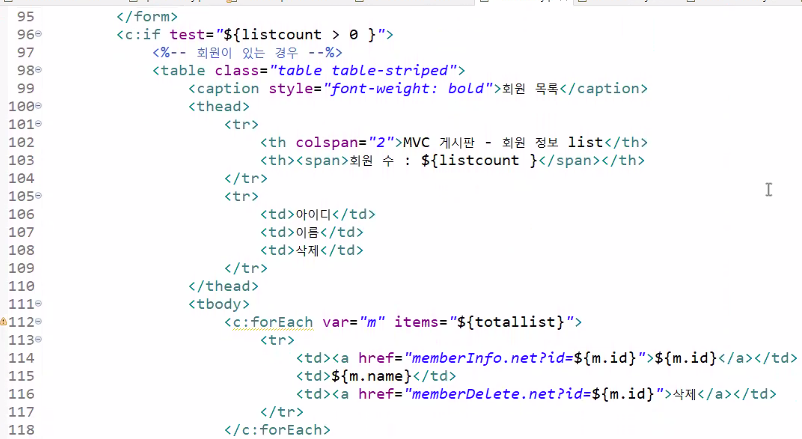 95 </form>
96 <c:if test="${listcount > 0 }">
97 <%-- 회원이 있는 경우 --%>
98 <table class="table table-striped">
99 <caption style="font-weight: bold">회원 목록</caption>
100 <thead>
101 <tr>
102 <th colspan="2">MVC 게시판 - 회원 정보 list</th>
103 <th><span>회원 수 : ${listcount }</span></th>
104 </tr>
105 <tr>
106 <td>아이디</td>
107 <td>이름</td>
108 <td>삭제</td>
109 </tr>
110 </thead>
111 <tbody>
112 <c:forEach var="m" items="${totallist}">
113 <tr>
114 <td><a href="memberInfo.net?id=${m.id}">${m.id}</a></td>
115 <td>${m.name}</td>
116 <td><a href="memberDelete.net?id=${m.id}">삭제</a></td>
117 </tr>
118 </c:forEach>